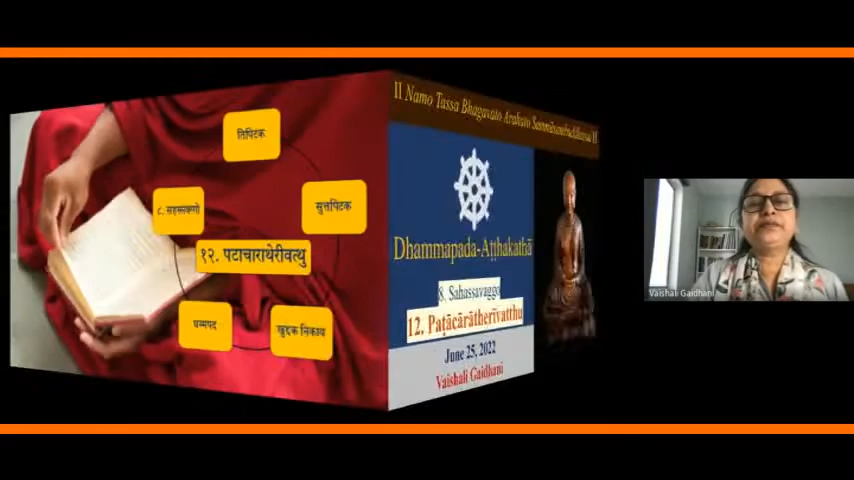 तिपिटक
८. सहस्सवग्गो
सुत्तपिटक
१२. पटाचाराथेरीवत्थु
धम्मपद
खुद्दक निकाय
II Namo Tassa Bhagavato Arahato Sammāsambuddhassa II
Dhammapada-Aṭṭhakathā
8. Sahassavaggo
12. Paṭācārātherīvatthu
June 25, 2022
Vaishali Gaidhani
Vaishali Gaidhani